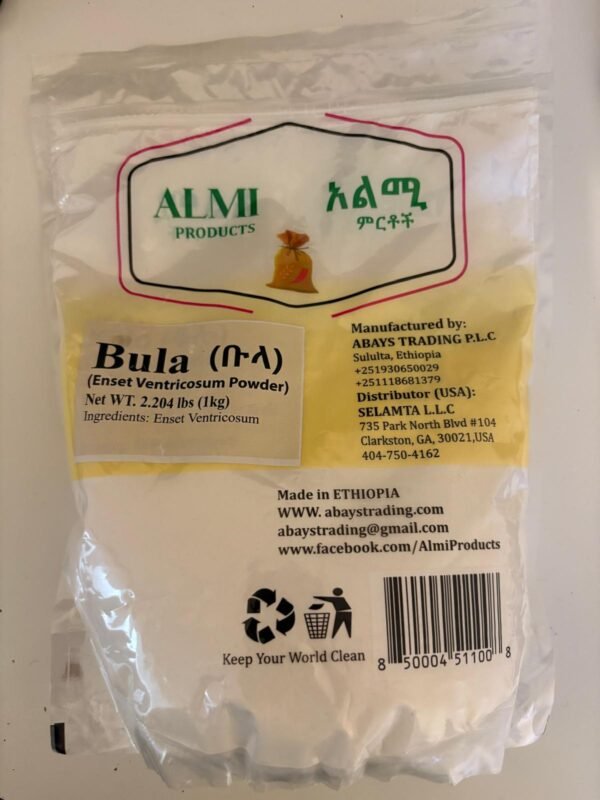 ALMI
PRODUCTS
አልሚ
ምርቶች
Bula (ቡላ)
(Enset Ventricosum Powder)
Net WT. 2.204 lbs (1kg)
Ingredients: Enset Ventricosum
Manufactured by:
ABAYS TRADING P.L.C
Sululta, Ethiopia
+251930650029
+251118681379
Distributor (USA):
SELAMTA L.L.C
735 Park North Blvd #104
Clarkston, GA, 30021,USA
404-750-4162
Made in ETHIOPIA
WWW. abaystrading.com
abaystrading@gmail.com
www.facebook.com/AlmiProducts
Keep Your World Clean
8 50004 51100 8